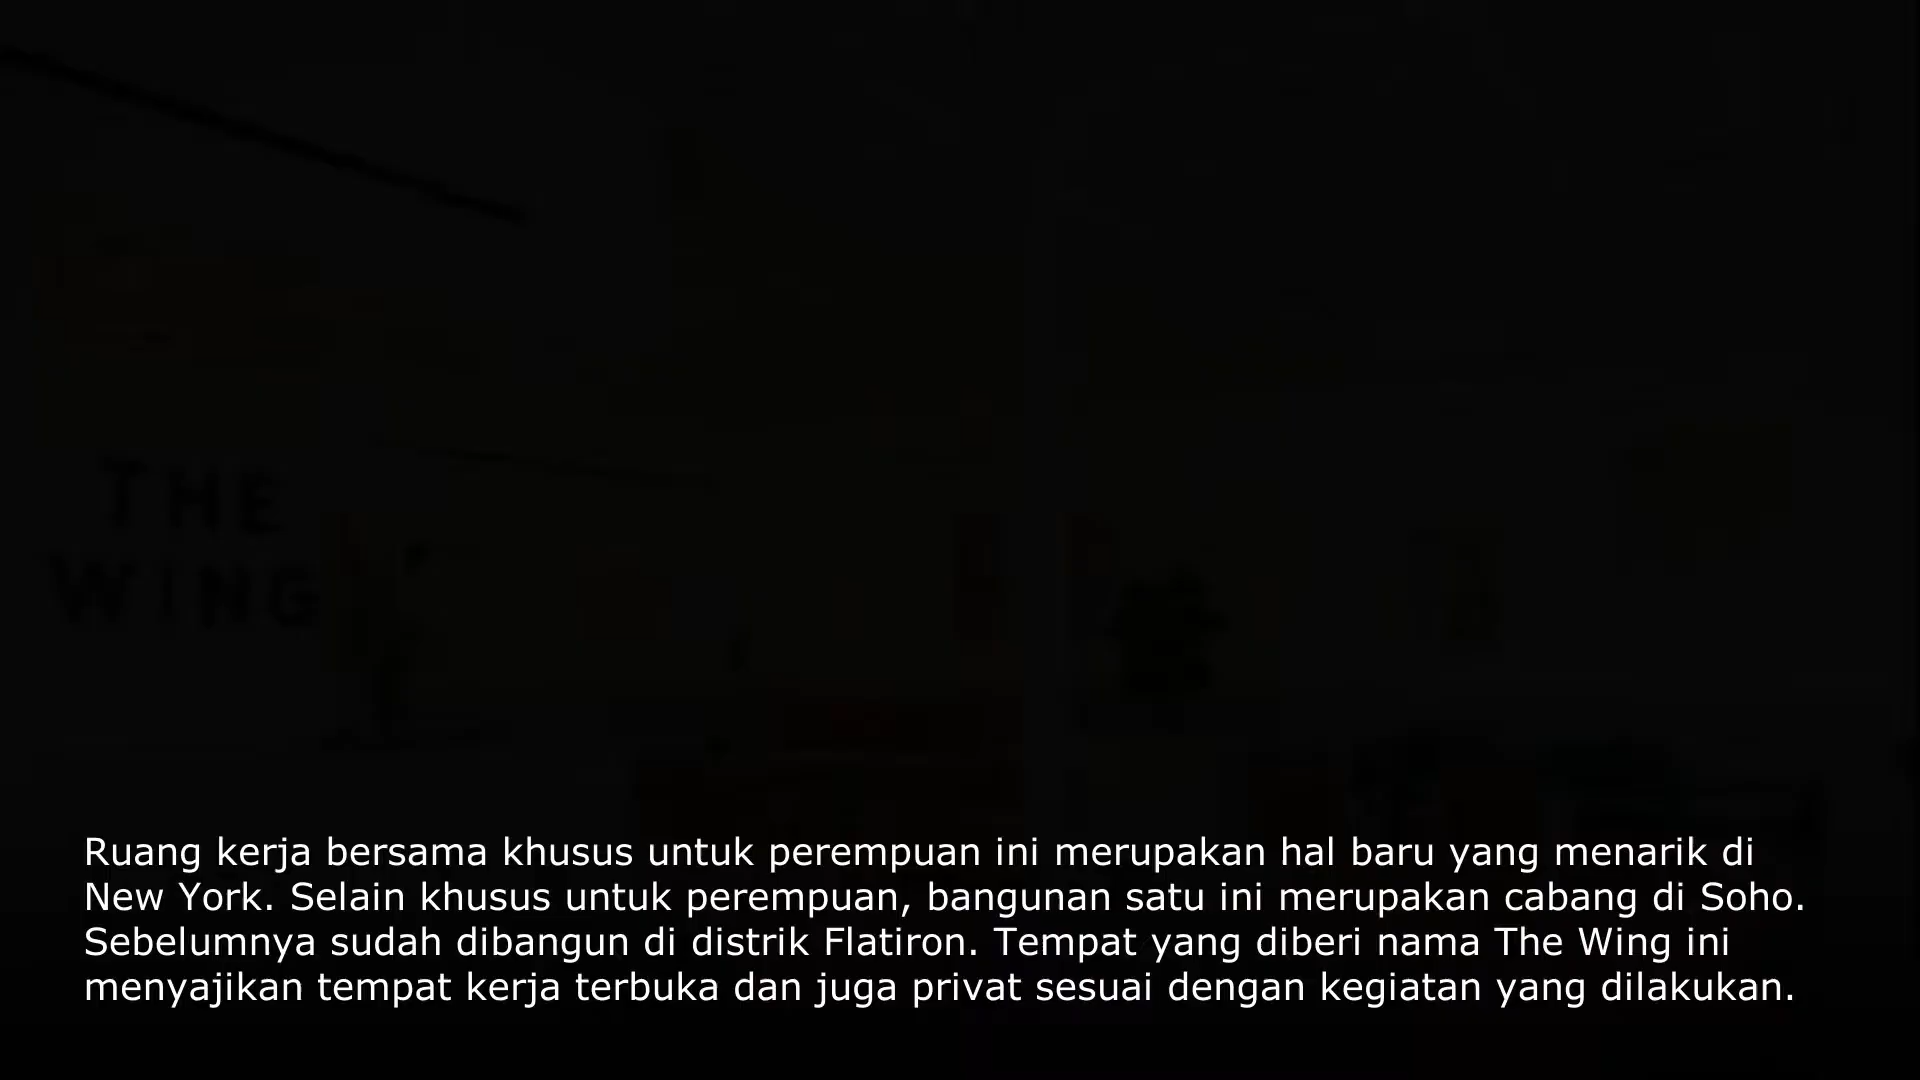 THE
WING
Ruang kerja bersama khusus untuk perempuan ini merupakan hal baru yang menarik di
New York. Selain khusus untuk perempuan, bangunan satu ini merupakan cabang di Soho.
Sebelumnya sudah dibangun di distrik Flatiron. Tempat yang diberi nama The Wing ini
menyajikan tempat kerja terbuka dan juga privat sesuai dengan kegiatan yang dilakukan.